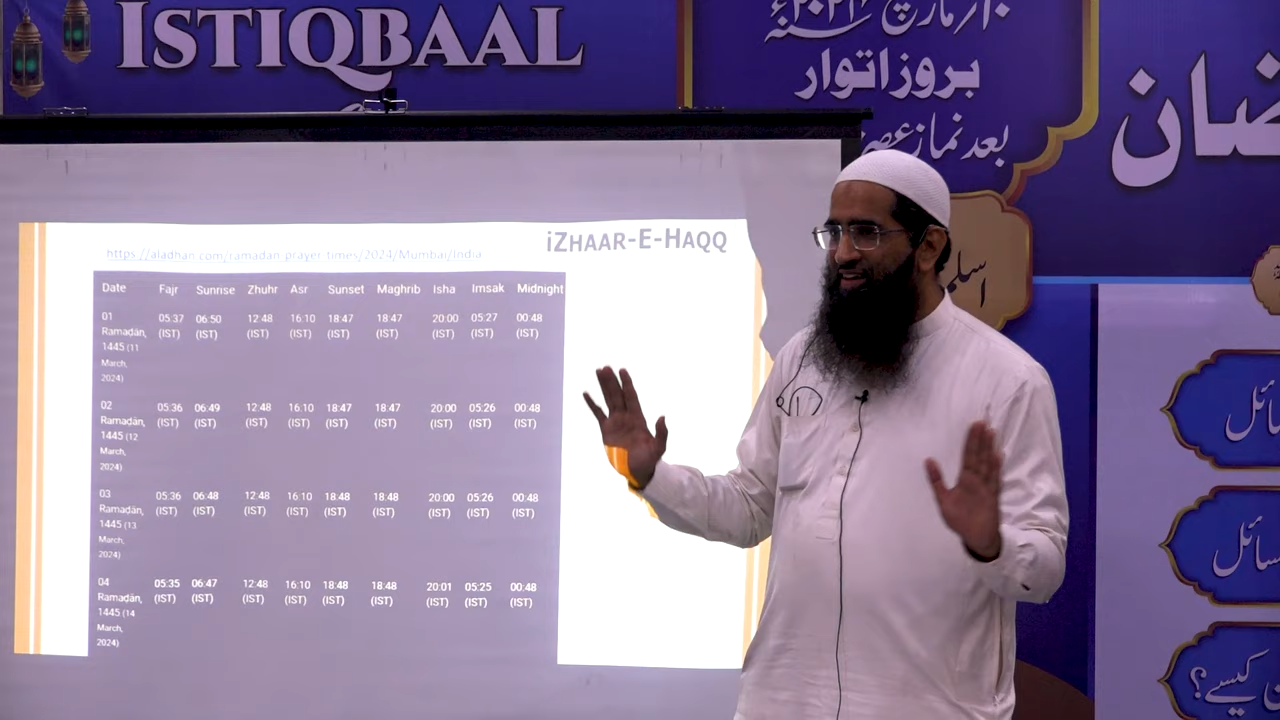 ISTIQBAAL
۱۰ مارچ ۲۰۲۴ء
بروز اتوار
بعد نماز عصر
ضان
iZHAAR-E-HAQQ
https://aladhan.com/ramadan-prayer-times/2024/Mumbai/India
Date Fajr Sunrise Zhuhr Asr Sunset Maghrib Isha Imsak Midnight
01 05:37 06:50 12:48 16:10 18:47 18:47 20:00 05:27 00:48
Ramadān, (IST) (IST) (IST) (IST) (IST) (IST) (IST) (IST) (IST)
1445 (11
March,
2024)
02 05:36 06:49 12:48 16:10 18:47 18:47 20:00 05:26 00:48
Ramadān, (IST) (IST) (IST) (IST) (IST) (IST) (IST) (IST) (IST)
1445 (12
March,
2024)
03 05:36 06:48 12:48 16:10 18:48 18:48 20:00 05:26 00:48
Ramadān, (IST) (IST) (IST) (IST) (IST) (IST) (IST) (IST) (IST)
1445 (13
March,
2024)
04 05:35 06:47 12:48 16:10 18:48 18:48 20:01 05:25 00:48
Ramadān, (IST) (IST) (IST) (IST) (IST) (IST) (IST) (IST) (IST)
1445 (14
March,
2024)
کیسے؟